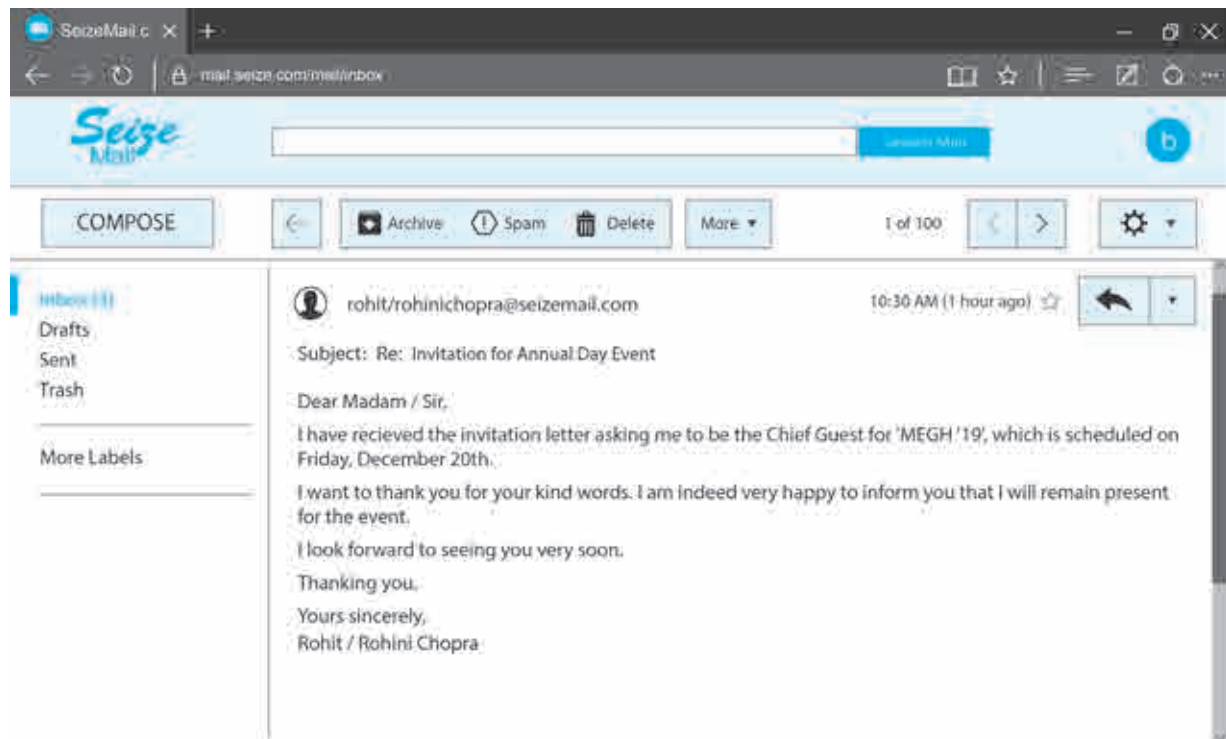 SeizeMail.c
mail.seize.com/mail/inbox
Seize
Mail
b
COMPOSE
Archive
Spam
Delete
More
1 of 100
Inbox (1)
Drafts
Sent
Trash
More Labels
rohit/rohinichopra@seizemail.com
10:30 AM (1 hour ago)
Subject: Re: Invitation for Annual Day Event
Dear Madam / Sir,
I have recieved the invitation letter asking me to be the Chief Guest for 'MEGH '19', which is scheduled on
Friday, December 20th.
I want to thank you for your kind words. I am indeed very happy to inform you that I will remain present
for the event.
I look forward to seeing you very soon.
Thanking you,
Yours sincerely,
Rohit / Rohini Chopra